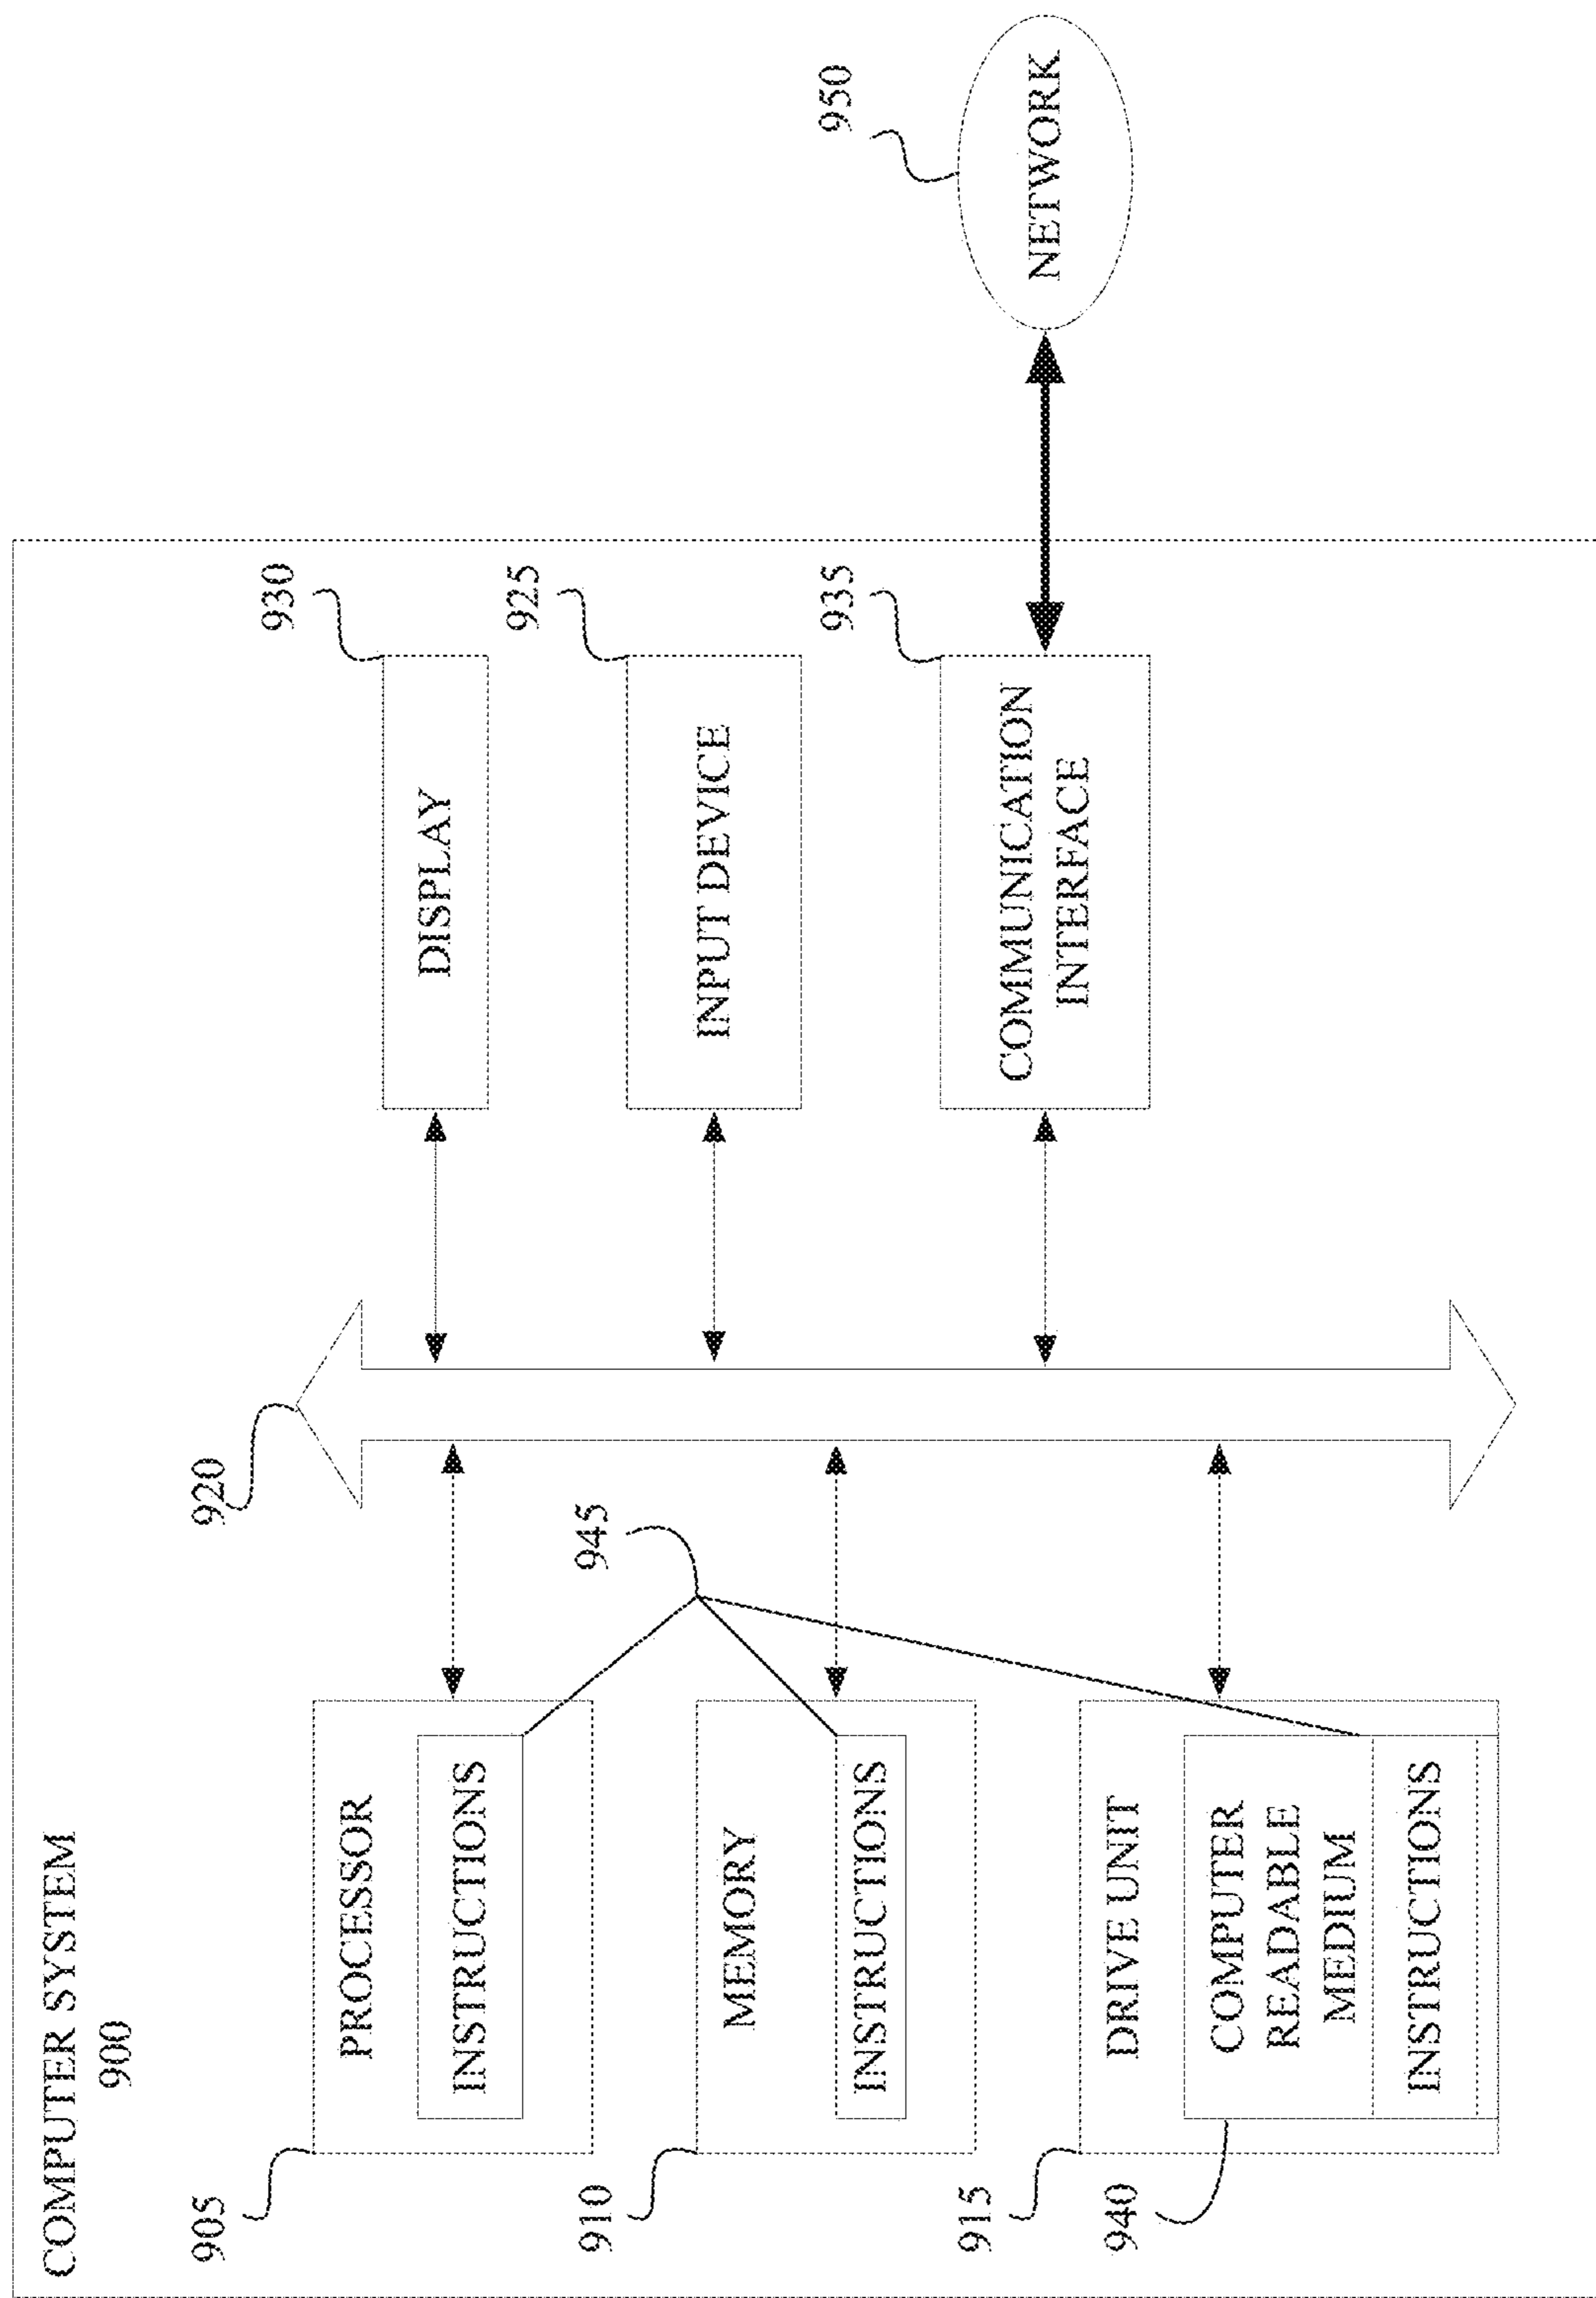 COMPUTER SYSTEM
900
905
PROCESSOR
INSTRUCTIONS
910
MEMORY
INSTRUCTIONS
915
DRIVE UNIT
940
COMPUTER
READABLE
MEDIUM
INSTRUCTIONS
945
920
930
DISPLAY
925
INPUT DEVICE
935
COMMUNICATION
INTERFACE
950
NETWORK